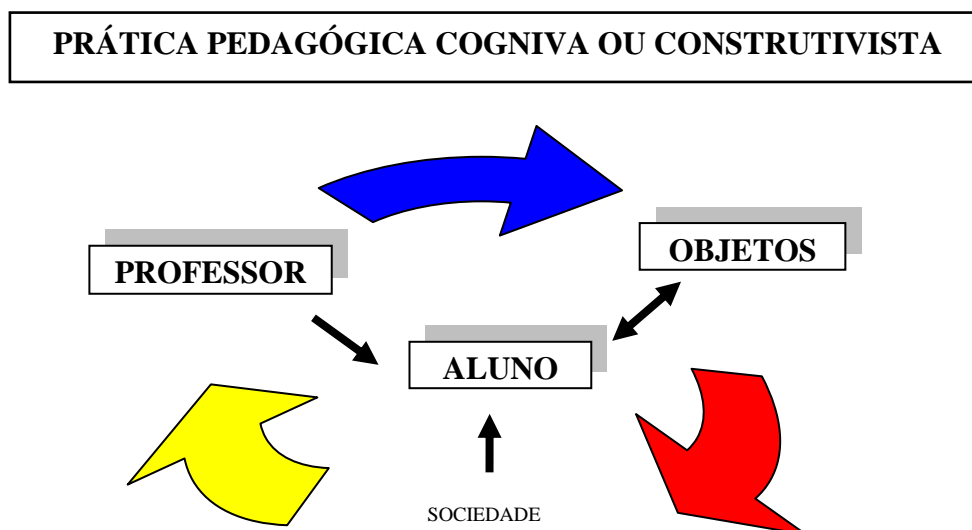 PRÁTICA PEDAGÓGICA COGNIVA OU CONSTRUTIVISTA
PROFESSOR
OBJETOS
ALUNO
SOCIEDADE